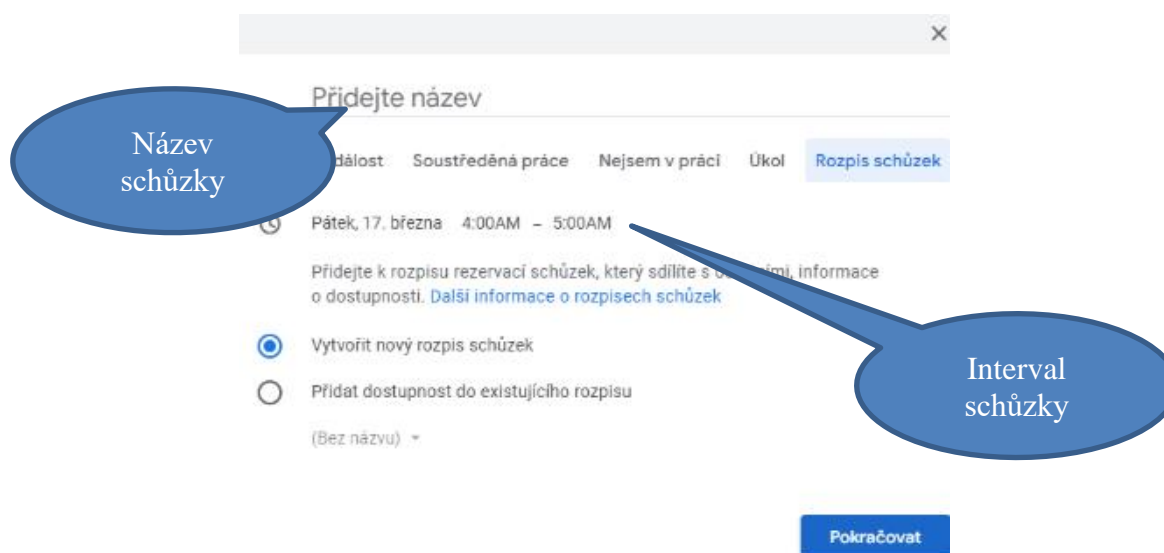 Přidejte název
Název
schůzky
Soustředěná práce Nejsem v práci Úkol Rozpis schůzek
Pátek, 17. března 4:00AM – 5:00AM
Přidejte k rozpisu rezervací schůzek, který sdílíte s informace
o dostupnosti. Další informace o rozpisech schůzek
Vytvořit nový rozpis schůzek
Interval
schůzky
Přidat dostupnost do existujícího rozpisu
(Bez názvu)
Pokračovat